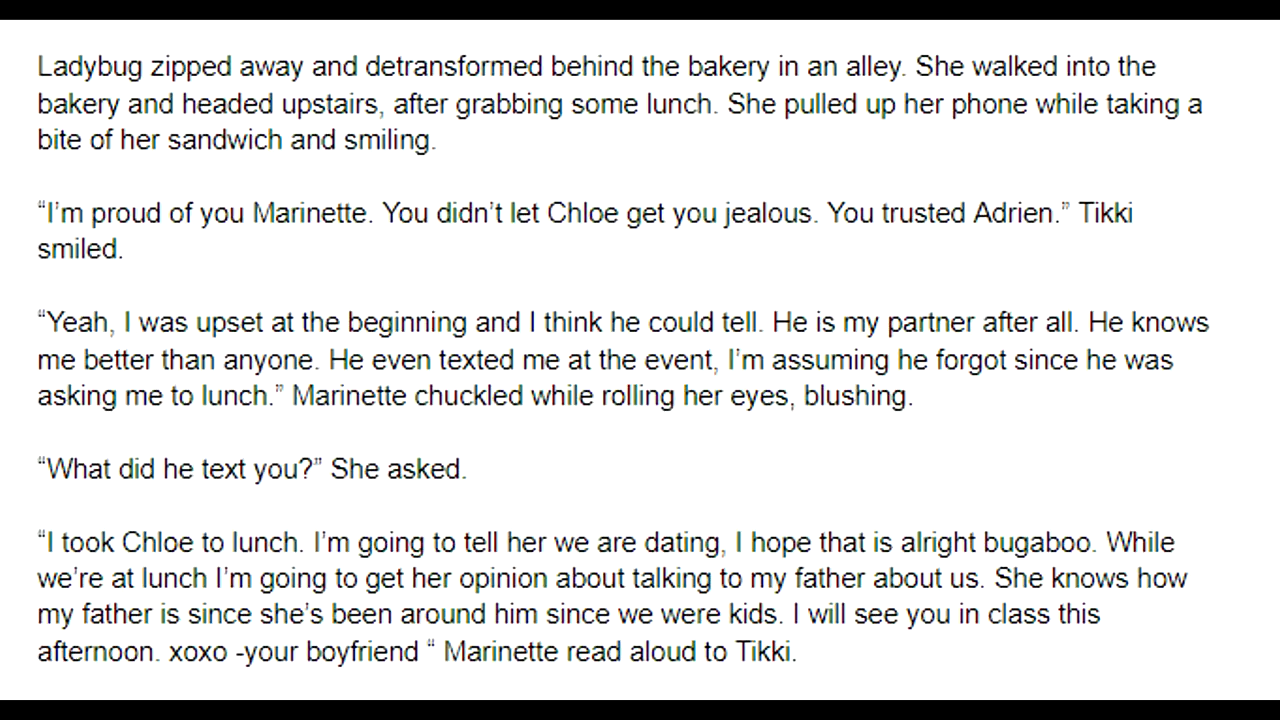 Ladybug zipped away and detransformed behind the bakery in an alley. She walked into the
bakery and headed upstairs, after grabbing some lunch. She pulled up her phone while taking a
bite of her sandwich and smiling.
“I’m proud of you Marinette. You didn’t let Chloe get you jealous. You trusted Adrien.” Tikki
smiled.
“Yeah, I was upset at the beginning and I think he could tell. He is my partner after all. He knows
me better than anyone. He even texted me at the event, I’m assuming he forgot since he was
asking me to lunch.” Marinette chuckled while rolling her eyes, blushing.
“What did he text you?” She asked.
“I took Chloe to lunch. I’m going to tell her we are dating, I hope that is alright bugaboo. While
we’re at lunch I’m going to get her opinion about talking to my father about us. She knows how
my father is since she’s been around him since we were kids. I will see you in class this
afternoon. xoxo -your boyfriend “ Marinette read aloud to Tikki.